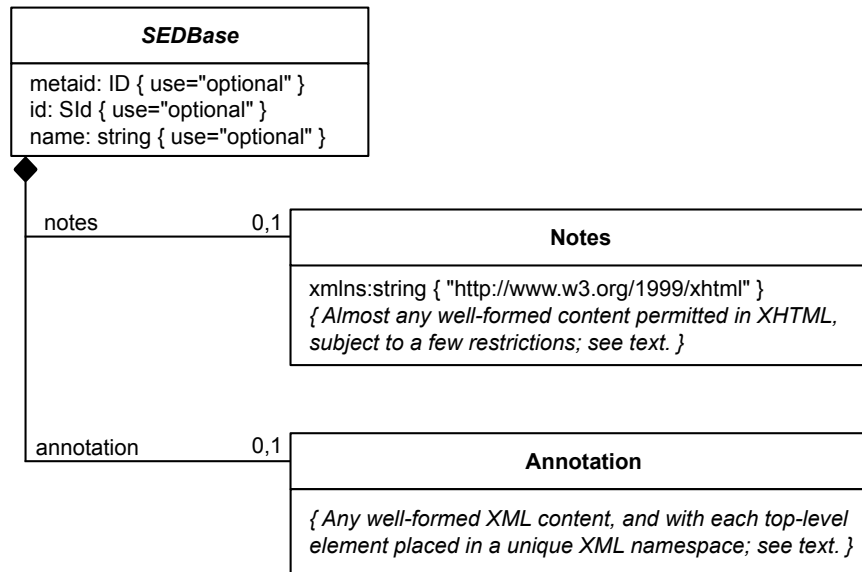 SEDBase
metaid: ID { use="optional" }
id: SId { use="optional" }
name: string { use="optional" }
notes 0,1
Notes
xmlns:string { "http://www.w3.org/1999/xhtml" }
{ Almost any well-formed content permitted in XHTML,
subject to a few restrictions; see text. }
annotation 0,1
Annotation
{ Any well-formed XML content, and with each top-level
element placed in a unique XML namespace; see text. }